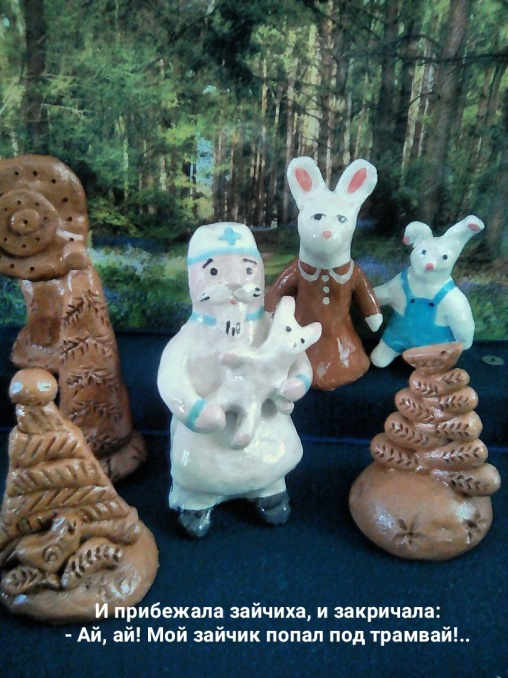 И прибежала зайчиха, и закричала:
- Ай, ай! Мой зайчик попал под трамвай!..